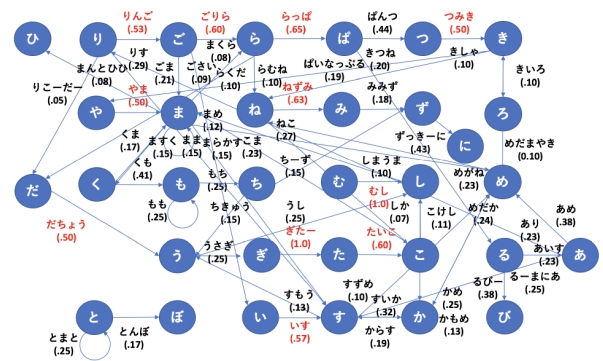 りんご
(.53)
ごりら
(.60)
らっぱ
(.65)
ぱんつ
(.44)
つみき
(.50)
ひ
り
ご
ら
ぱ
つ
き
りす
(.29)
まくら
(.08)
きつね
(.20)
きしゃ
(.10)
まんとひひ
(.08)
ごま
(.21)
ごさい
(.09)
らくだ
(.10)
らむね
(.10)
ぱいなっぷる
(.19)
りこーだー
(.05)
やま
(.50)
ねずみ
(.63)
みみず
(.18)
きいろ
(.10)
や
ま
ね
み
ず
ろ
まめ
(.12)
ねこ
(.27)
ずっきーに
(.43)
に
くま
(.17)
ますく
(.15)
まま
(.15)
まらかす
(.15)
こま
(.23)
めだまやき
(0.10)
くも
(.41)
もち
(.25)
ちーず
(.15)
しまうま
(.10)
めがね
(.23)
だ
く
も
ち
む
し
め
むし
(1.0)
しか
(.07)
もも
(.25)
ちきゅう
(.15)
うし
(.25)
こけし
(.11)
めだか
(.24)
あり
(.23)
あめ
(.38)
だちょう
(.50)
うさぎ
(.25)
ぎたー
(1.0)
たいこ
(.60)
あいす
(.23)
う
ぎ
た
こ
る
あ
すずめ
(.10)
すいか
(.32)
るびー
(.38)
るーまにあ
(.25)
すもう
(.13)
いす
(.57)
からす
(.19)
かめ
(.25)
かもめ
(.13)
と
ぼ
い
す
か
び
とまと
(.25)
とんぼ
(.17)